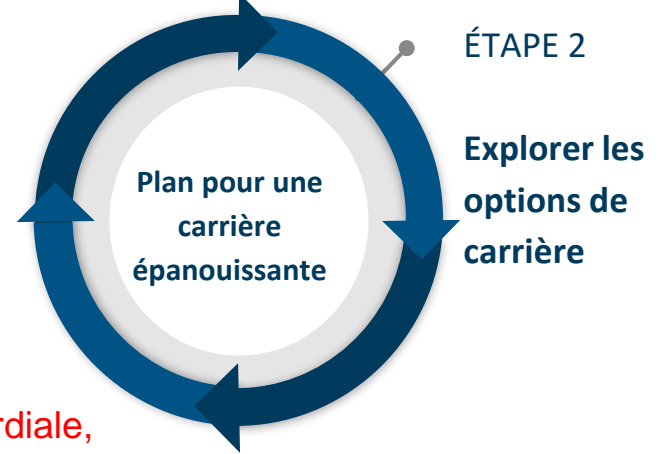 ÉTAPE 2
Explorer les
options de
carrière
Plan pour une
carrière
épanouissante
rdiale,